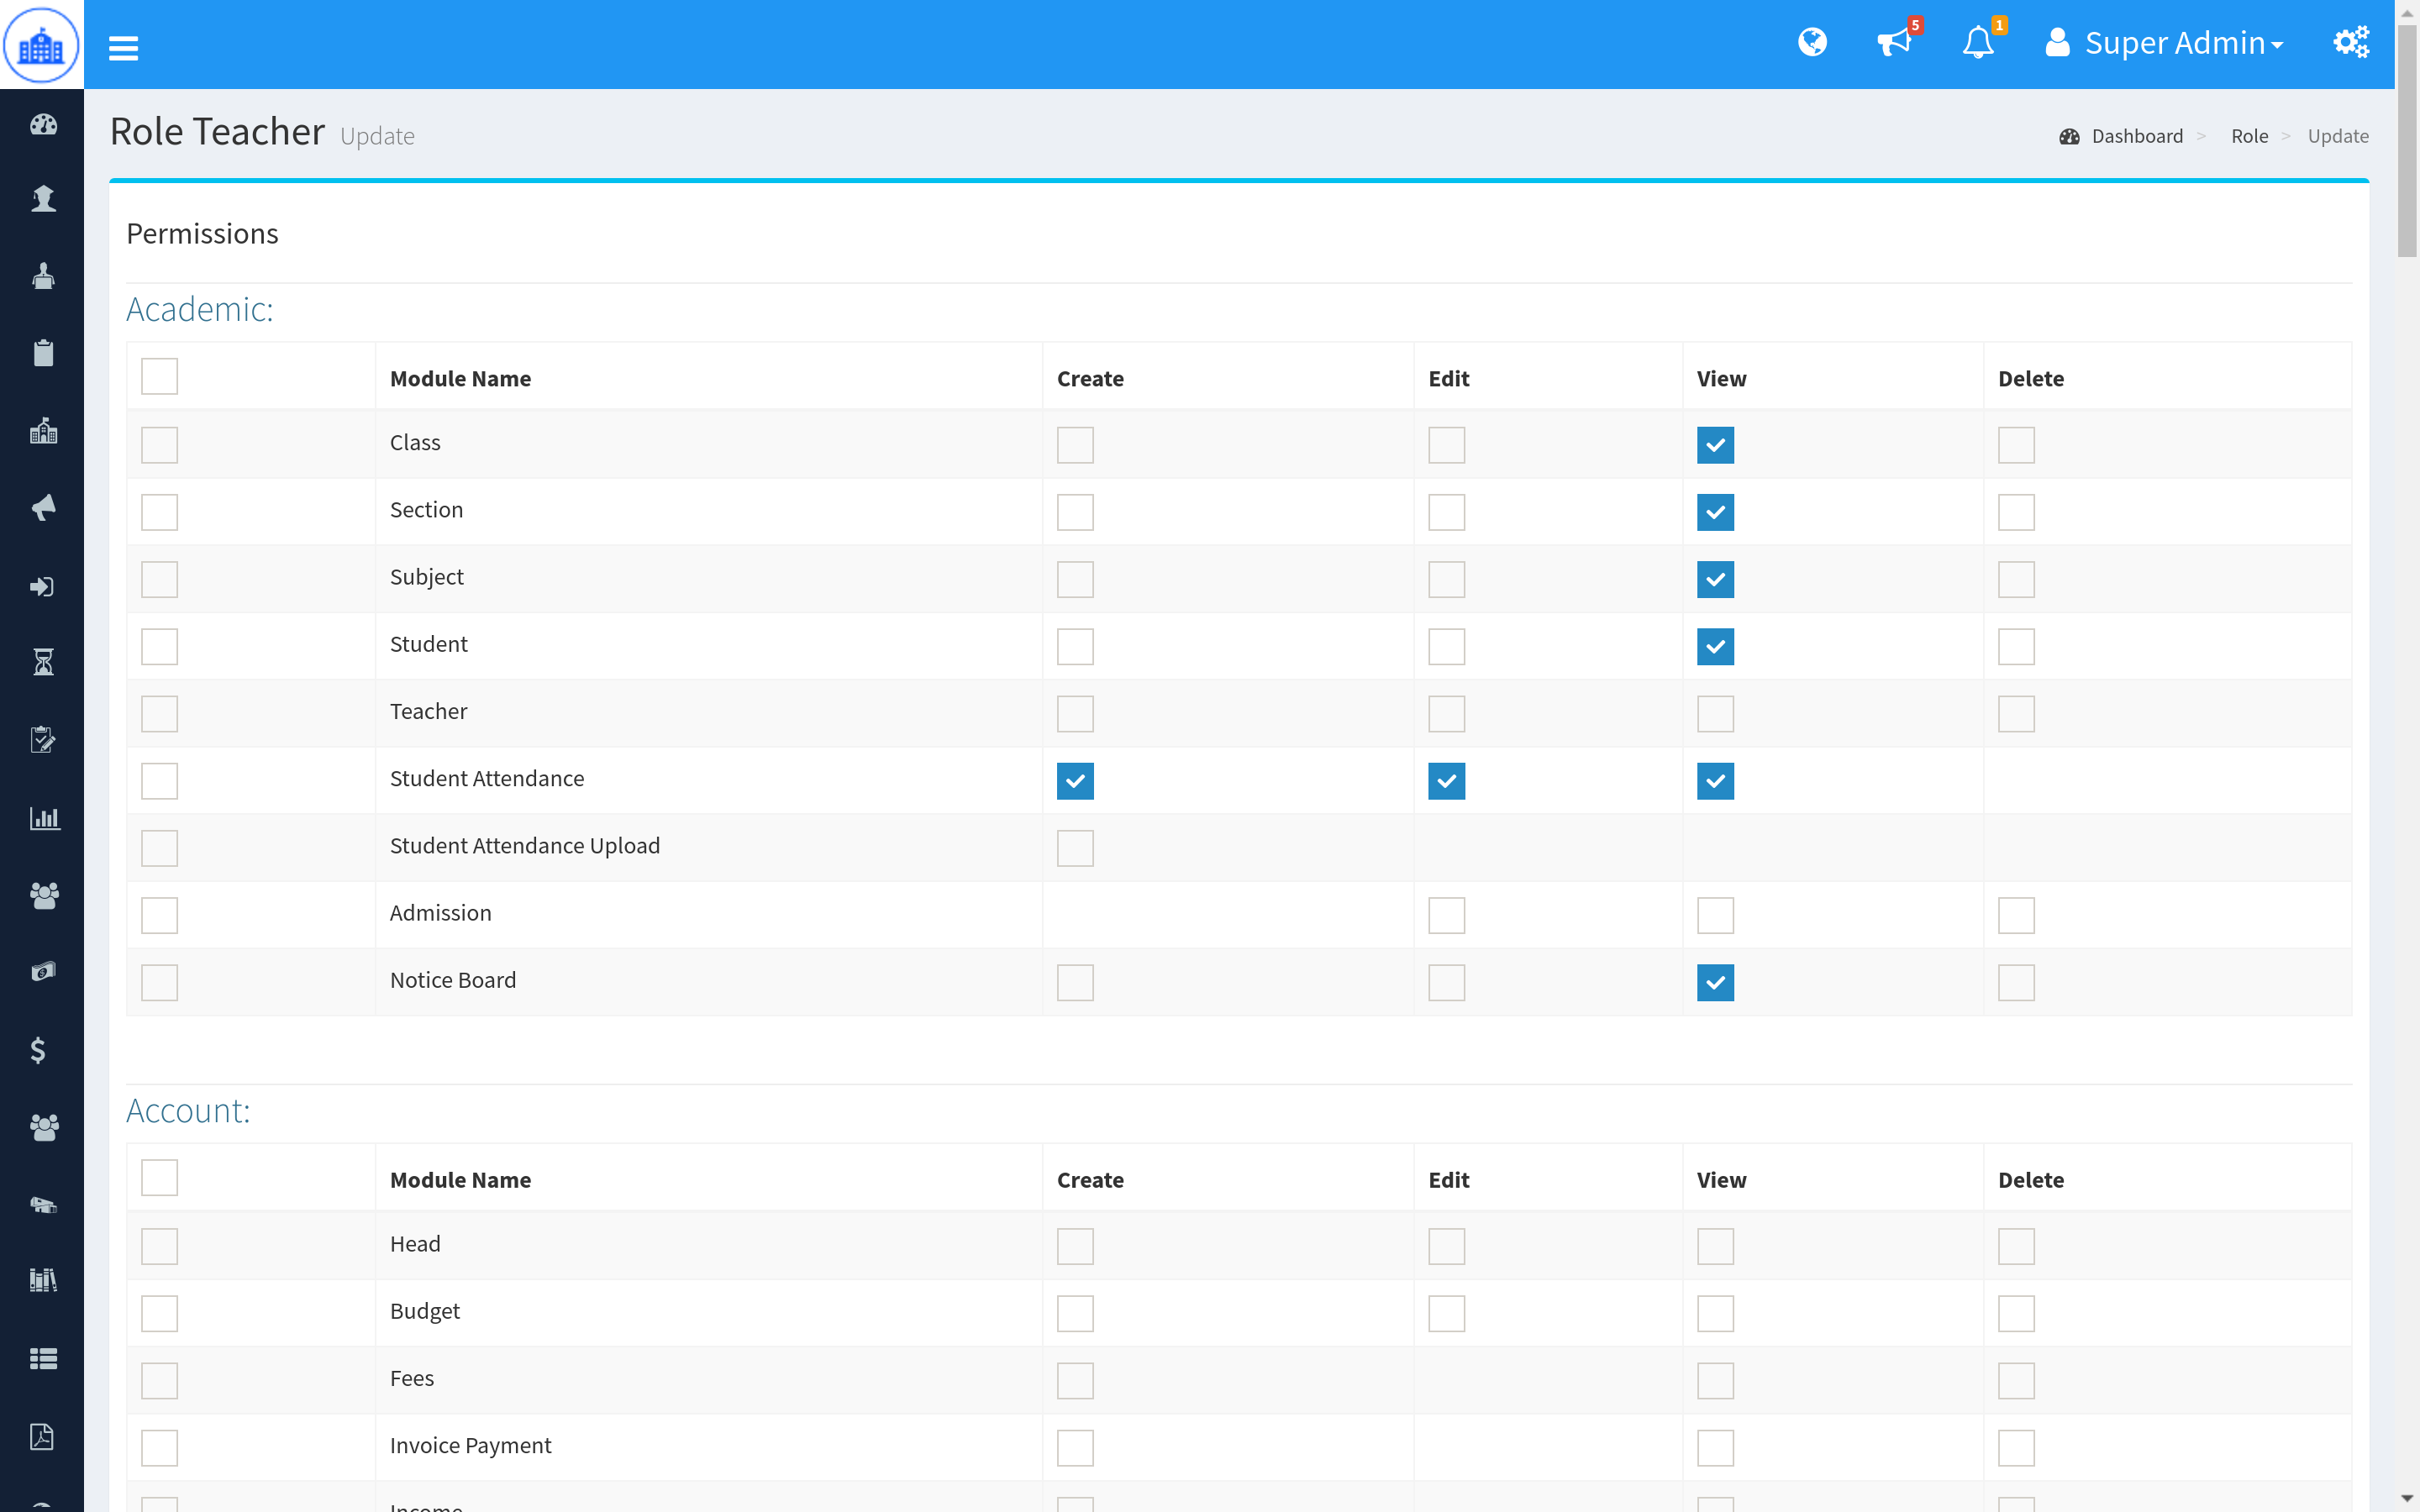 5
1
Super Admin
Role Teacher Update
Dashboard > Role > Update
Permissions
Academic:
Module Name Create Edit View Delete
Class
Section
Subject
Student
Teacher
Student Attendance
Student Attendance Upload
Admission
Notice Board
Account:
Module Name Create Edit View Delete
Head
Budget
Fees
Invoice Payment
Income